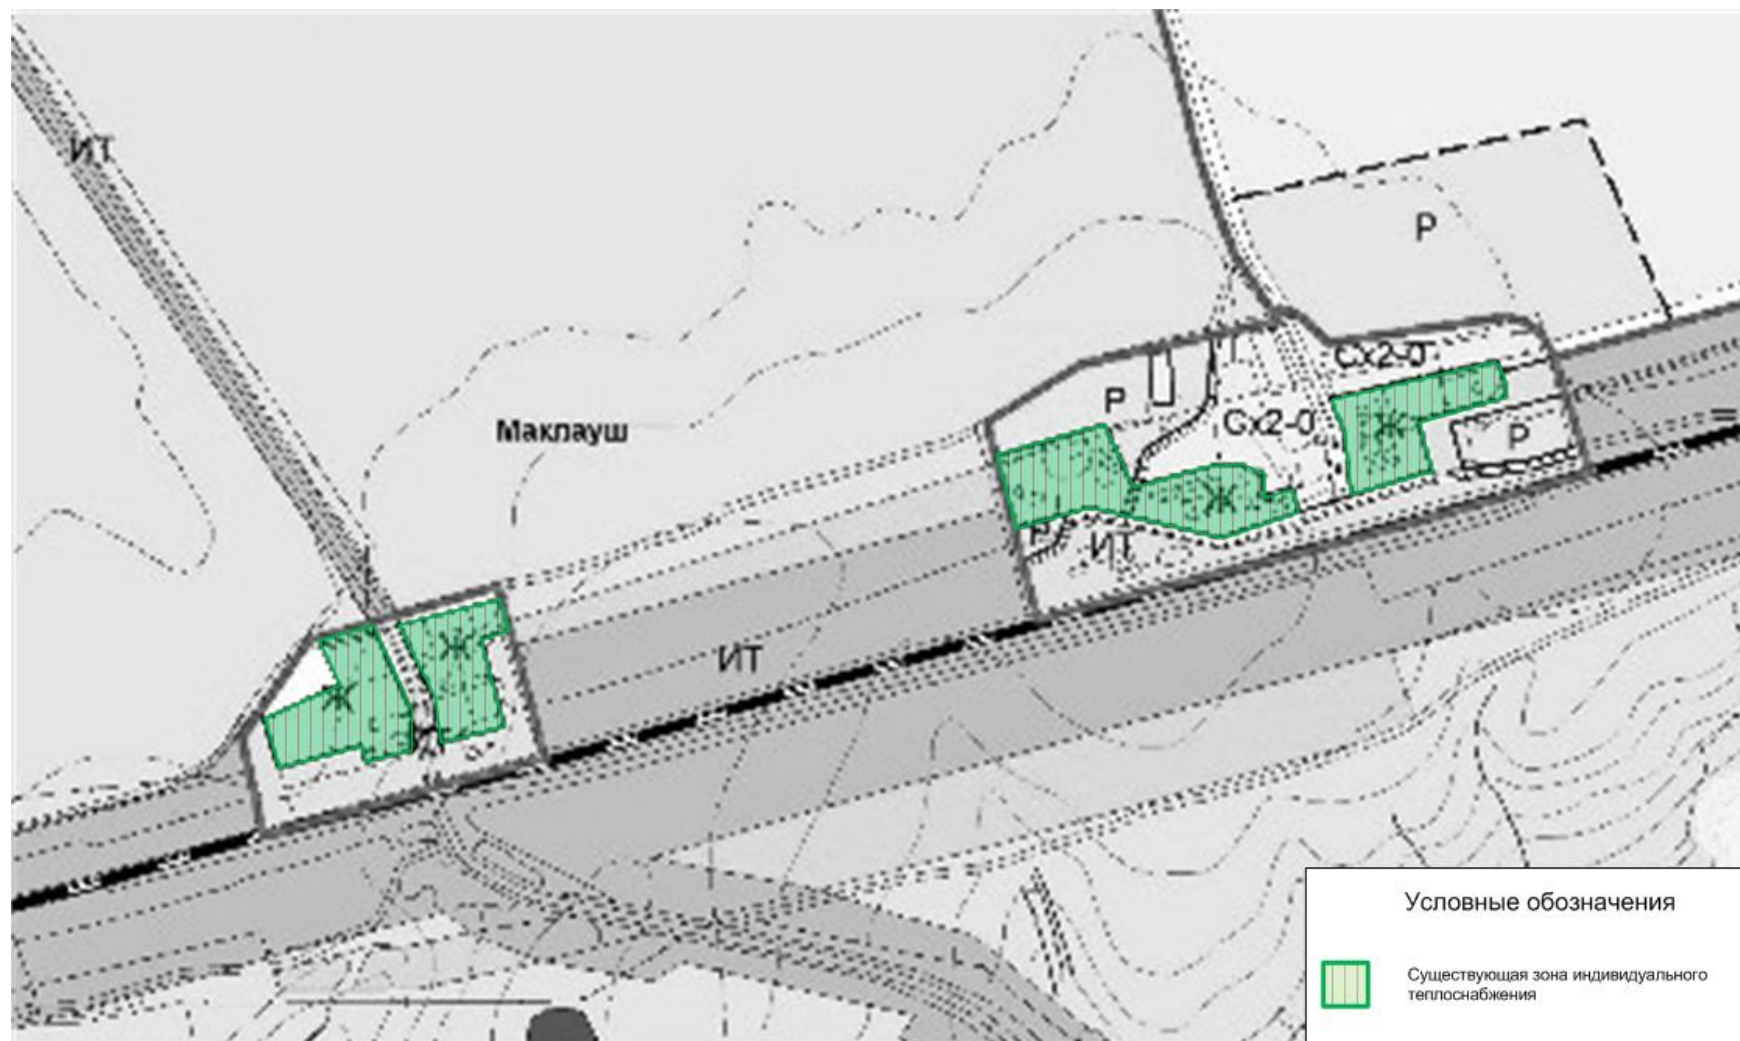 ИТ
Р
Сх2-0
Р
Ж
Сх2-0
Р
Маклауш
Ж
Р
ИТ
Ж
ИТ
Ж
Условные обозначения
Существующая зона индивидуального
теплоснабжения